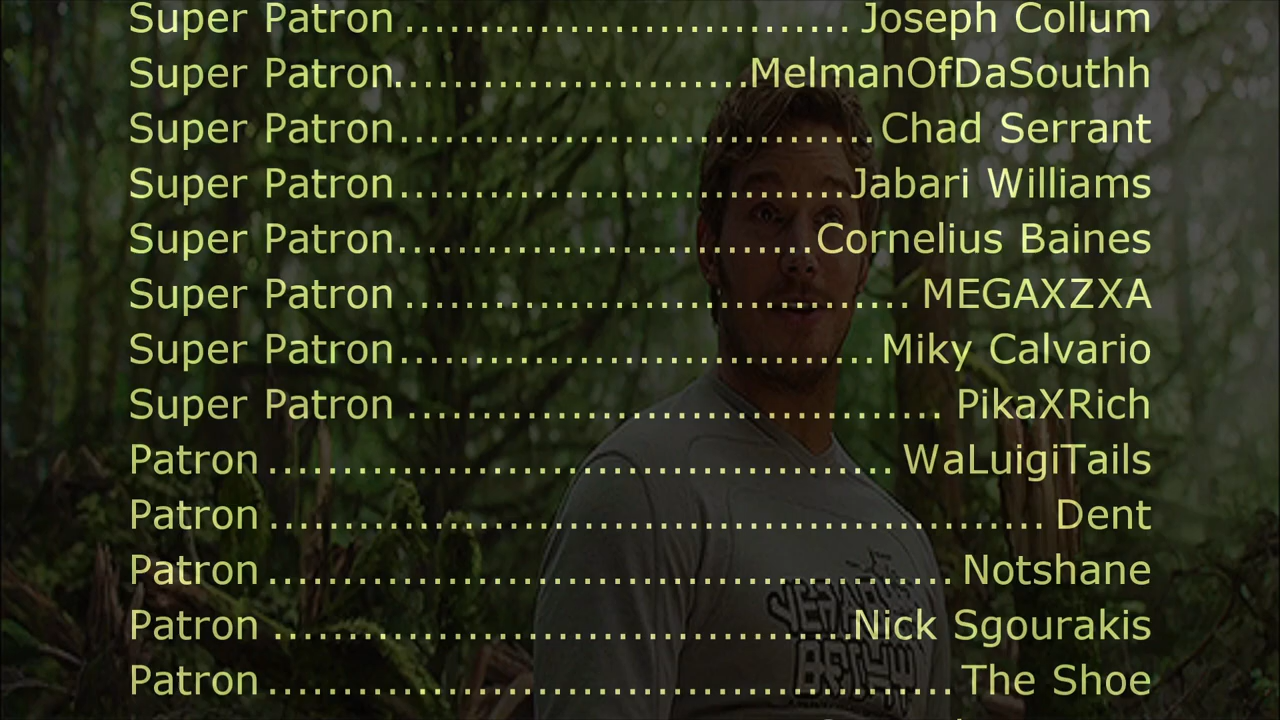 Super Patron ............................. Joseph Collum
Super Patron........................MelmanOfDaSouthh
Super Patron................................Chad Serrant
Super Patron..............................Jabari Williams
Super Patron............................Cornelius Baines
Super Patron .................................. MEGAXZXA
Super Patron................................Miky Calvario
Super Patron .................................... PikaXRich
Patron .......................................... WaLuigiTails
Patron .................................................... Dent
Patron .............................................. Notshane
Patron .......................................Nick Sgourakis
Patron .............................................. The Shoe